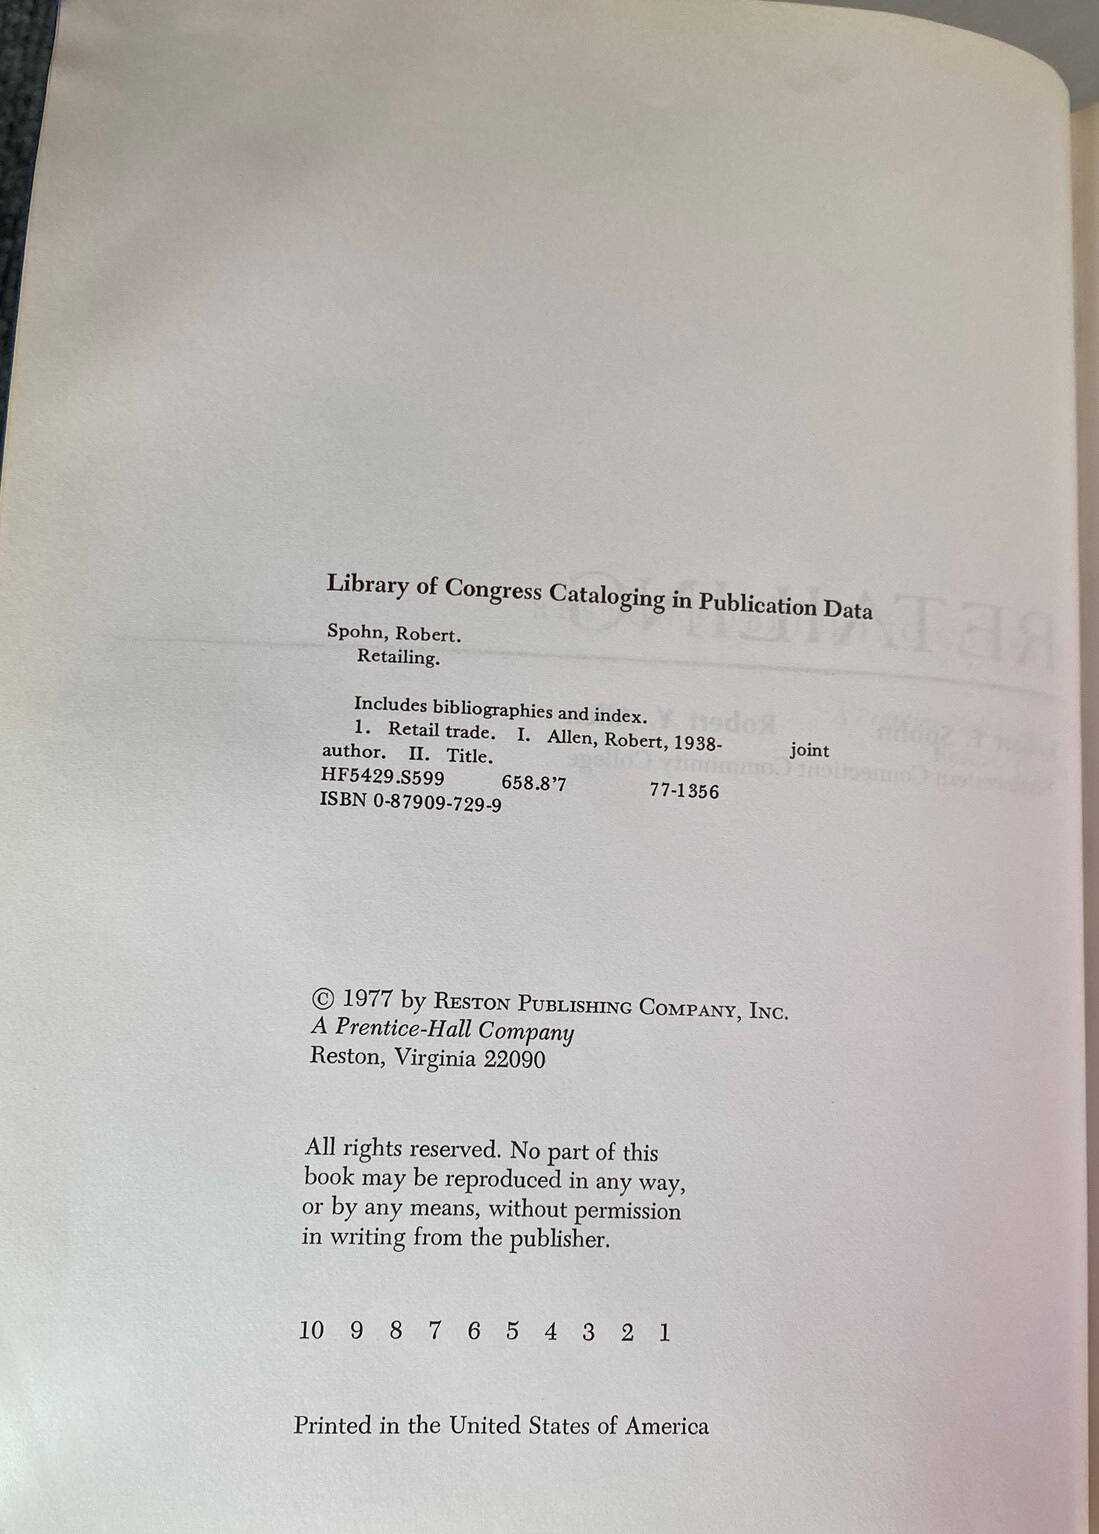 Library of Congress Cataloging in Publication Data
Spohn, Robert.
Retailing.
Includes bibliographies and index.
1. Retail trade. I. Allen, Robert, 1938- joint
author. II. Title.
HF5429.S599 658.8'7 77-1356
ISBN 0-87909-729-9
© 1977 by RESTON PUBLISHING COMPANY, INC.
A Prentice-Hall Company
Reston, Virginia 22090
All rights reserved. No part of this
book may be reproduced in any way,
or by any means, without permission
in writing from the publisher.
10 9 8 7 6 5 4 3 2 1
Printed in the United States of America